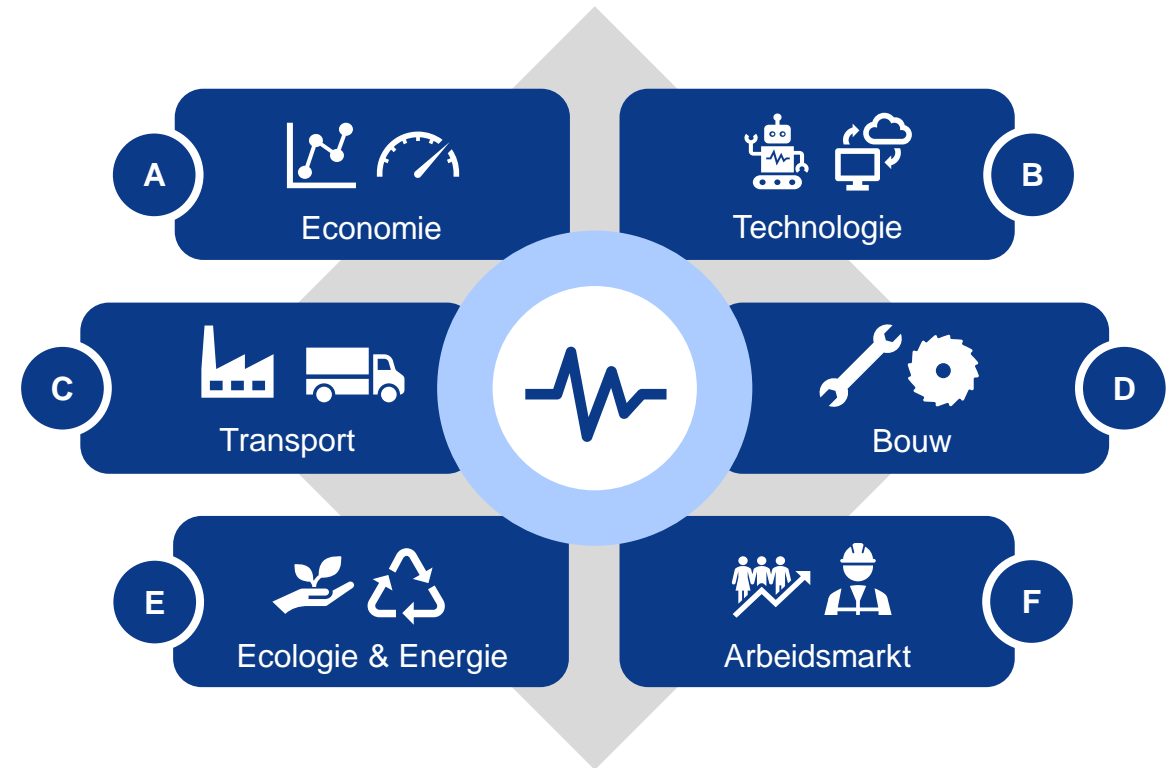 A
Economie
B
Technologie
C
Transport
D
Bouw
E
Ecologie & Energie
F
Arbeidsmarkt